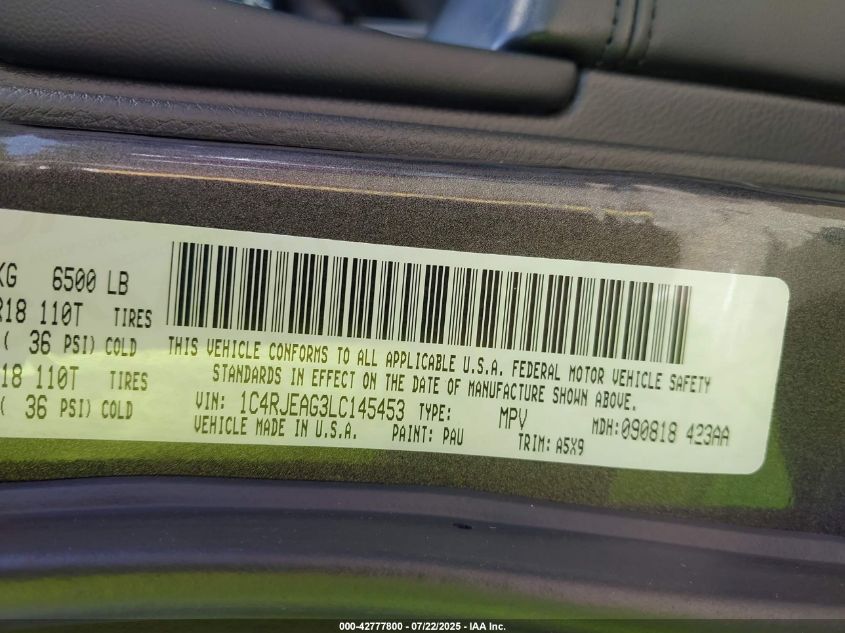 KG 6500 LB
R18 110T TIRES
( 36 PSI) COLD
18 110T TIRES
( 36 PSI) COLD
THIS VEHICLE CONFORMS TO ALL APPLICABLE U.S.A. FEDERAL MOTOR VEHICLE SAFETY
STANDARDS IN EFFECT ON THE DATE OF MANUFACTURE SHOWN ABOVE.
VIN: 1C4RJEAG3LC145453 TYPE: MPV MDH:090818 423AA
VEHICLE MADE IN U.S.A. PAINT: PAU TRIM: A5X9
000-42777800 - 07/22/2025 - IAA Inc.